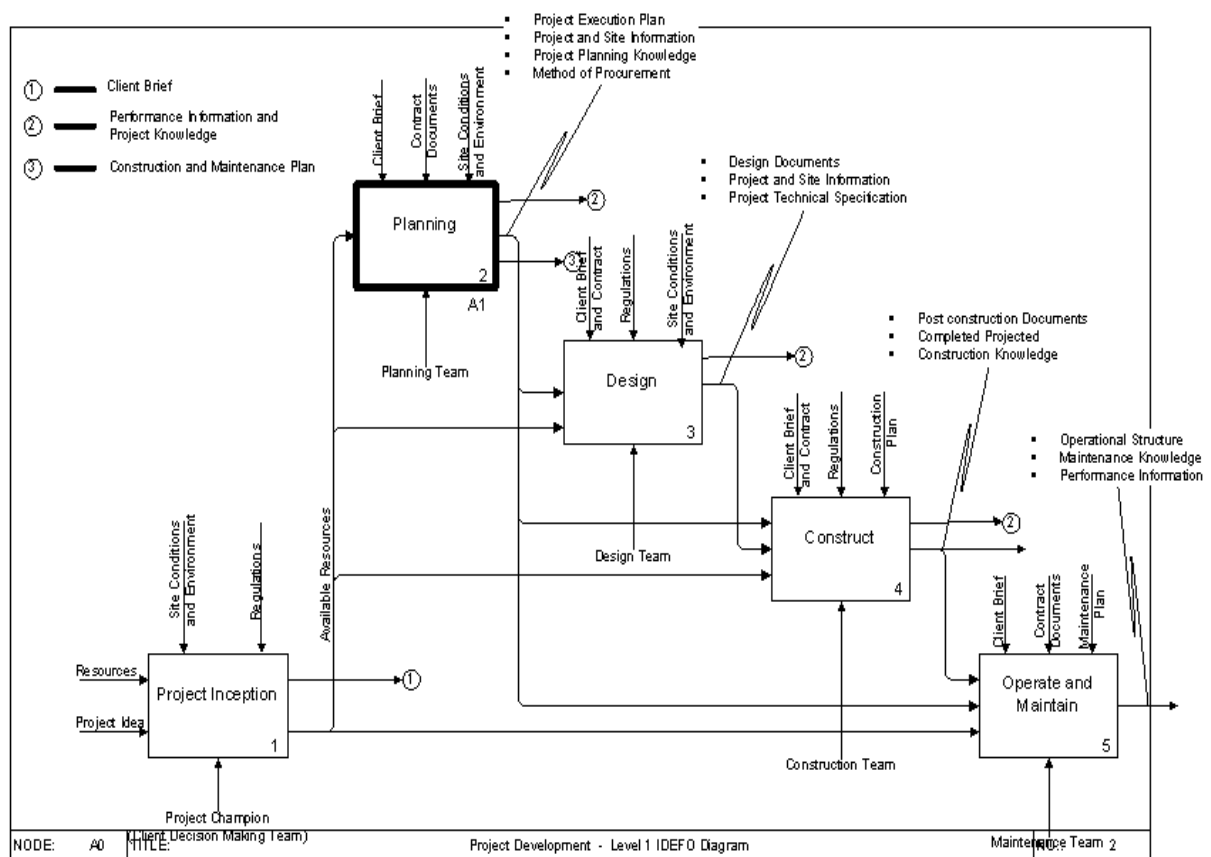 Project Execution Plan
Project and Site Information
Project Planning Knowledge
Method of Procurement
1 Client Brief
2 Performance Information and
Project Knowledge
3 Construction and Maintenance Plan
Client Brief
Contract
Documents
Site Conditions
and Environment
Planning
2
A1
2
3
Planning Team
Design Documents
Project and Site Information
Project Technical Specification
Client Brief
and Contract
Regulations
Site Conditions
and Environment
Design
3
2
Design Team
Post construction Documents
Completed Projected
Construction Knowledge
Client Brief
and Contract
Regulations
Construction
Plan
Construct
4
2
Construction Team
Operational Structure
Maintenance Knowledge
Performance Information
Client Brief
Contract
Documents
Maintenance
Plan
Operate and
Maintain
5
Maintenance Team
Available Resources
Site Conditions
and Environment
Regulations
Resources
Project Idea
Project Inception
1
1
Project Champion
(Client Decision Making Team)
NODE: A0
TITLE: Project Development - Level 1 IDEFO Diagram
NO.: 2